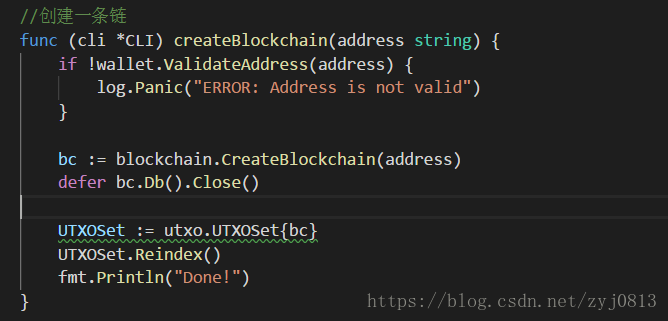 //创建一条链
func (cli *CLI) createBlockchain(address string) {
    if !wallet.ValidateAddress(address) {
        log.Panic("ERROR: Address is not valid")
    }

    bc := blockchain.CreateBlockchain(address)
    defer bc.Db().Close()

    UTXOSet := utxo.UTXOSet{bc}
    UTXOSet.Reindex()
    fmt.Println("Done!")
}
https://blog.csdn.net/zyj0813